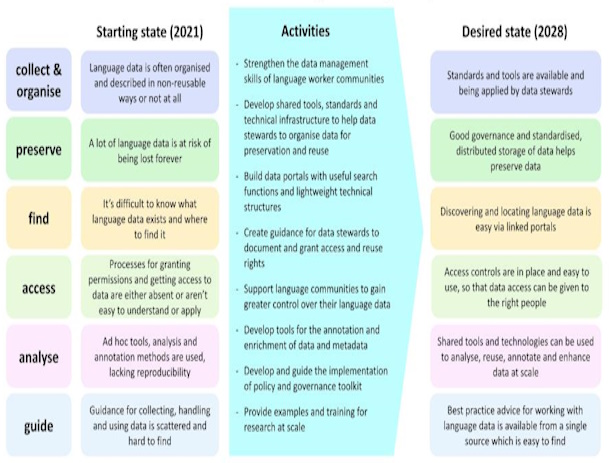 Starting state (2021)
Activities
Desired state (2028)
collect &
organise
Language data is often organised
and described in non-reusable
ways or not at all
Standards and tools are available and
being applied by data stewards
preserve
A lot of language data is at risk of
being lost forever
Good governance and standardised,
distributed storage of data helps
preserve data
find
It's difficult to know what
language data exists and where
to find it
Discovering and locating language data is
easy via linked portals
access
Processes for granting
permissions and getting access to
data are either absent or aren't
easy to understand or apply
Access controls are in place and easy to
use, so that data access can be given to
the right people
analyse
Ad hoc tools, analysis and
annotation methods are used,
lacking reproducibility
Shared tools and technologies can be used
to analyse, reuse, annotate and enhance
data at scale
guide
Guidance for collecting, handling
and using data is scattered and
hard to find
Best practice advice for working with
language data is available from a single
source which is easy to find
- Strengthen the data management
skills of language worker communities
- Develop shared tools, standards and
technical infrastructure to help data
stewards to organise data for
preservation and reuse
- Build data portals with useful search
functions and lightweight technical
structures
- Create guidance for data stewards to
document and grant access and reuse
rights
- Support language communities to gain
greater control over their language data
- Develop tools for the annotation and
enrichment of data and metadata
- Develop and guide the implementation
of policy and governance toolkit
- Provide examples and training for
research at scale